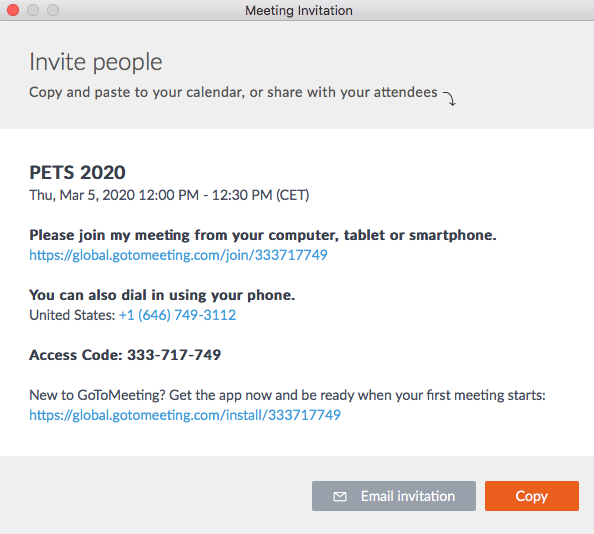 Meeting Invitation
Invite people
Copy and paste to your calendar, or share with your attendees
PETS 2020
Thu, Mar 5, 2020 12:00 PM - 12:30 PM (CET)
Please join my meeting from your computer, tablet or smartphone.
https://global.gotomeeting.com/join/333717749
You can also dial in using your phone.
United States: +1 (646) 749-3112
Access Code: 333-717-749
New to GoToMeeting? Get the app now and be ready when your first meeting starts:
https://global.gotomeeting.com/install/333717749
Email invitation
Copy